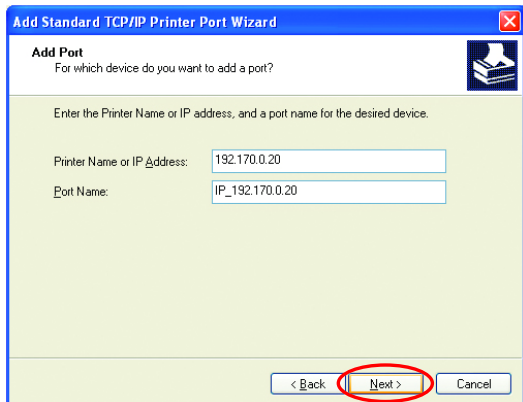 Add Standard TCP/IP Printer Port Wizard
Add Port
For which device do you want to add a port?
Enter the Printer Name or IP address, and a port name for the desired device.
Printer Name or IP Address: 192.170.0.20
Port Name: IP_192.170.0.20
< Back Next > Cancel